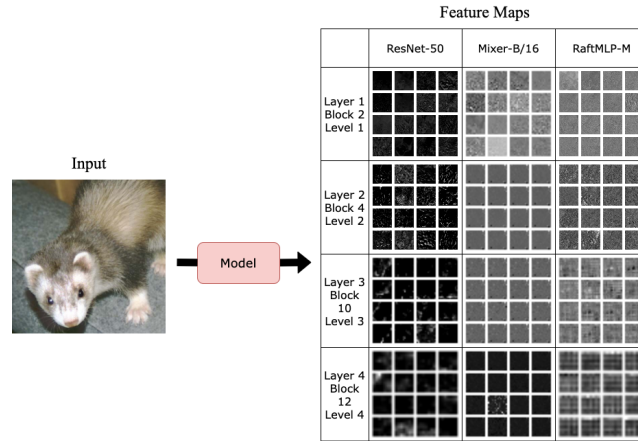 Feature Maps
ResNet-50
Mixer-B/16
RaftMLP-M
Layer 1
Block 2
Level 1
Layer 2
Block 4
Level 2
Layer 3
Block
10
Level 3
Layer 4
Block
12
Level 4
Input
Model